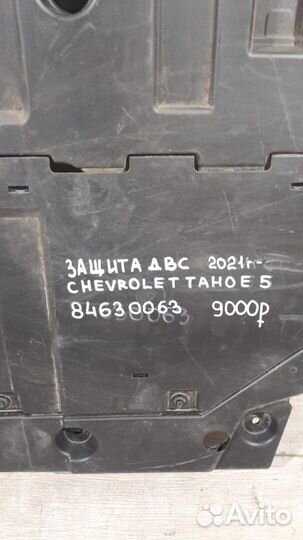 ЗАЩИТА ДВС 2021г-
CHEVROLET TAHOE 5
84630063 9000р
Avito